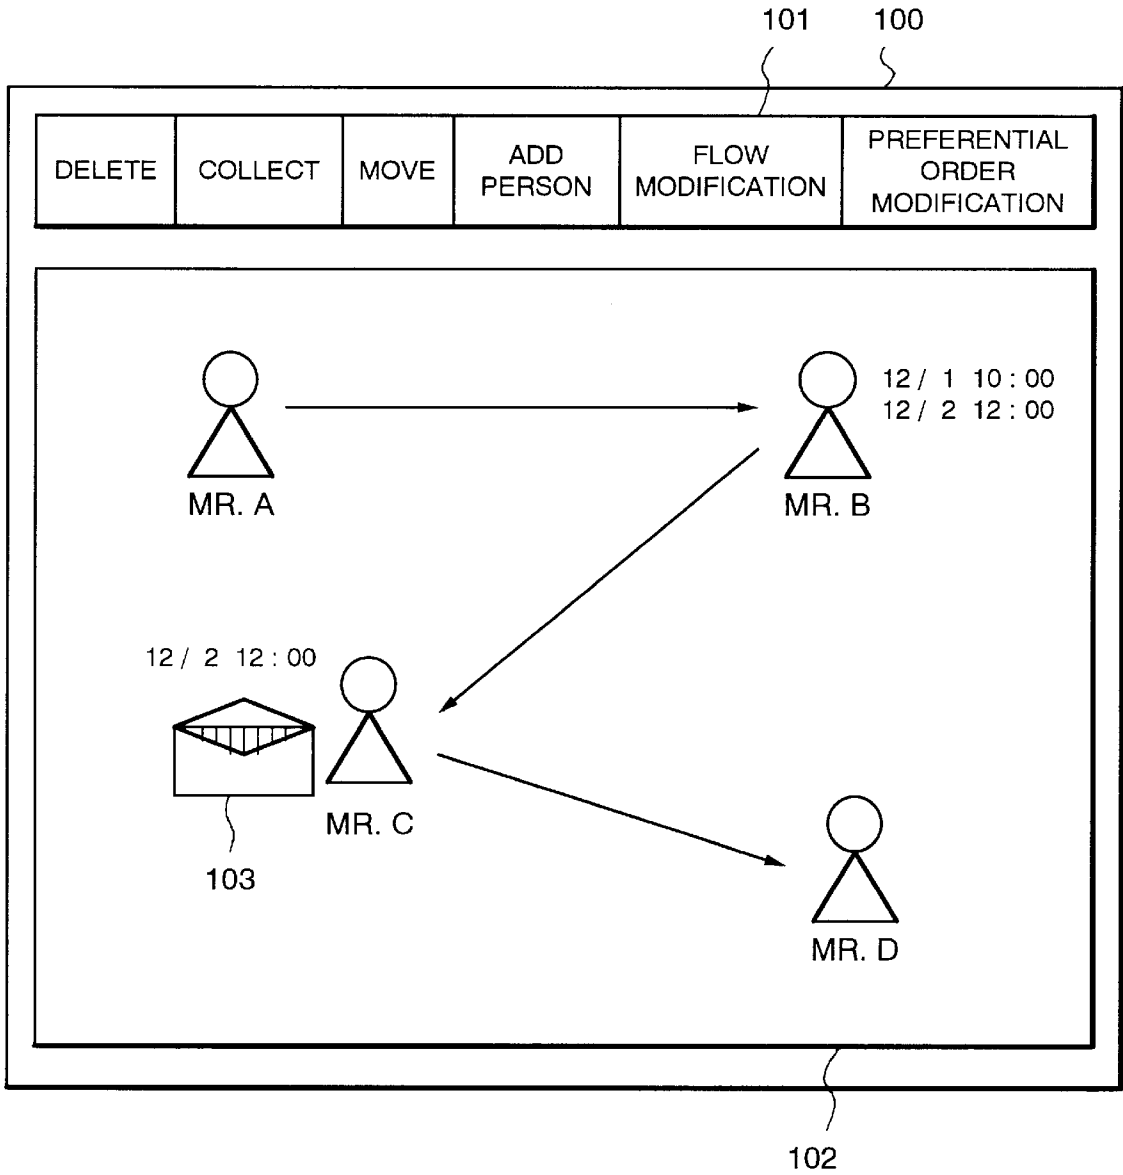 101
100
DELETE
COLLECT
MOVE
ADD
PERSON
FLOW
MODIFICATION
PREFERENTIAL
ORDER
MODIFICATION
12/ 1 10:00
12/ 2 12:00
MR. A
MR. B
12/ 2 12:00
MR. C
103
MR. D
102